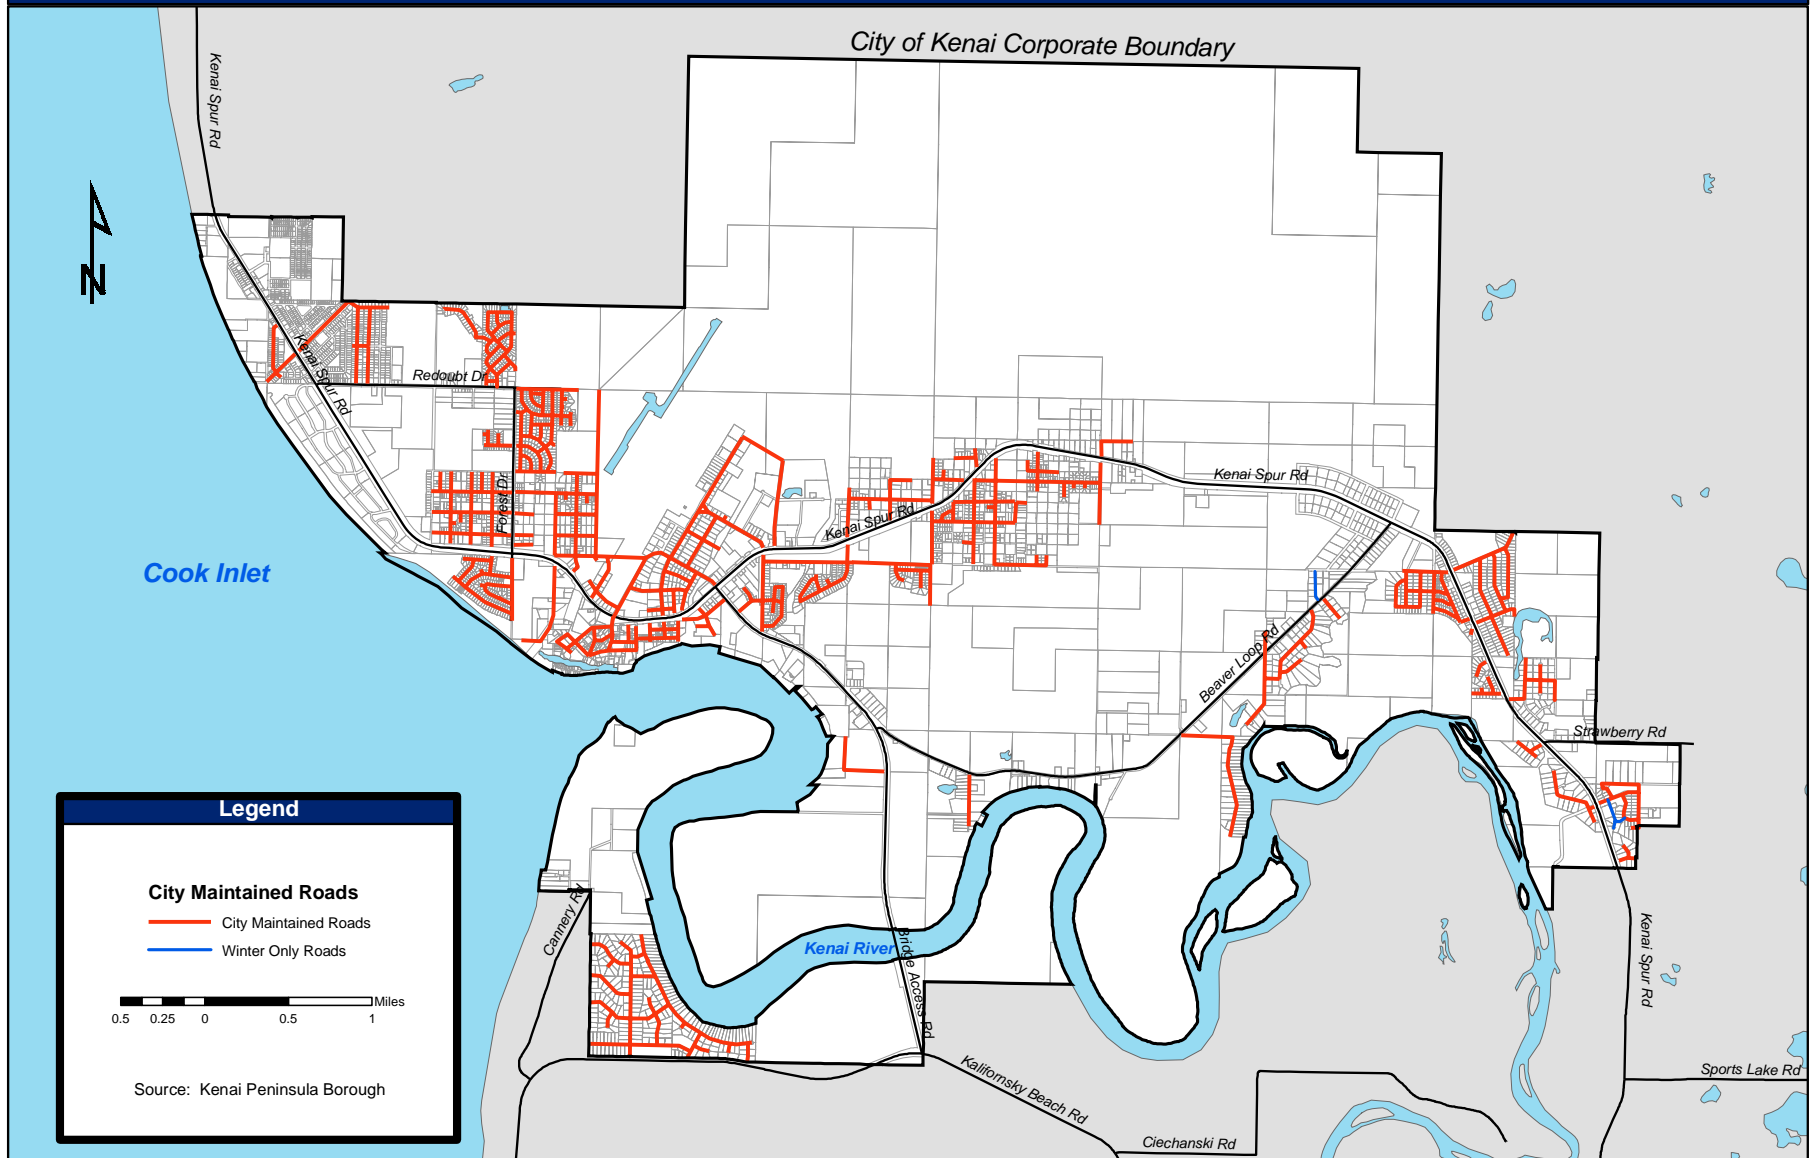 City of Kenai Corporate Boundary
Kenai Spur Rd
N
Kenai Spur Rd
Redoubt Dr
Forest Dr
Kenai Spur Rd
Kenai Spur Rd
Cook Inlet
Beaver Loop Rd
Strawberry Rd
Cannery Rd
Kenai River
Bridge Access Rd
Kenai Spur Rd
Kalifornsky Beach Rd
Ciechanski Rd
Sports Lake Rd
Legend
City Maintained Roads
City Maintained Roads
Winter Only Roads
Miles
0.5 0.25 0 0.5 1
Source: Kenai Peninsula Borough